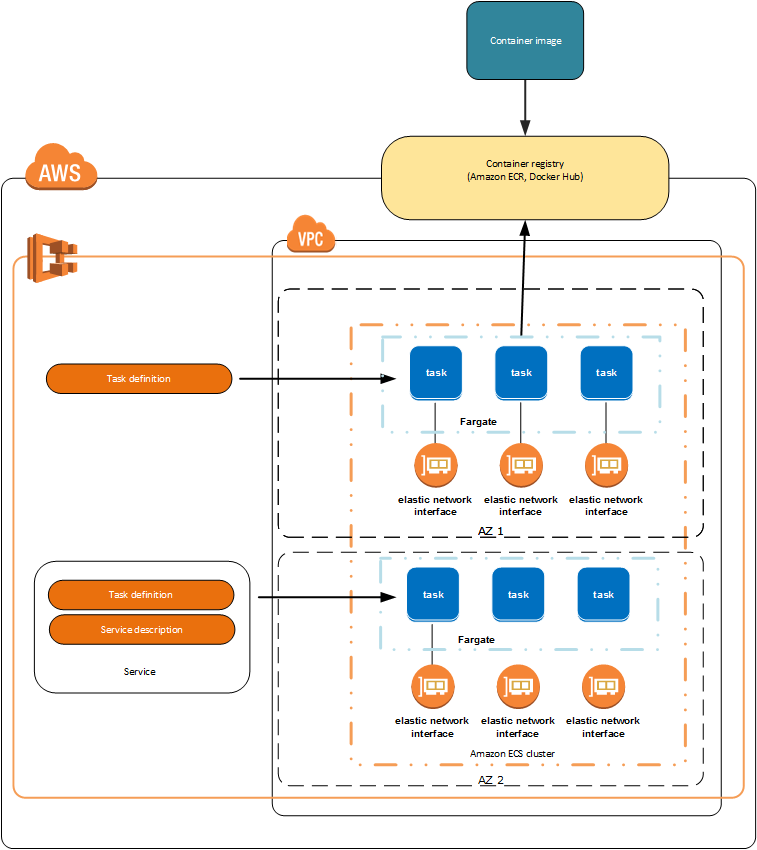 Container image
Container registry
(Amazon ECR, Docker Hub)
AWS
VPC
Task definition
task
task
task
Fargate
elastic network
interface
elastic network
interface
elastic network
interface
AZ 1
Task definition
Service description
Service
task
task
task
Fargate
elastic network
interface
elastic network
interface
elastic network
interface
Amazon ECS cluster
AZ 2